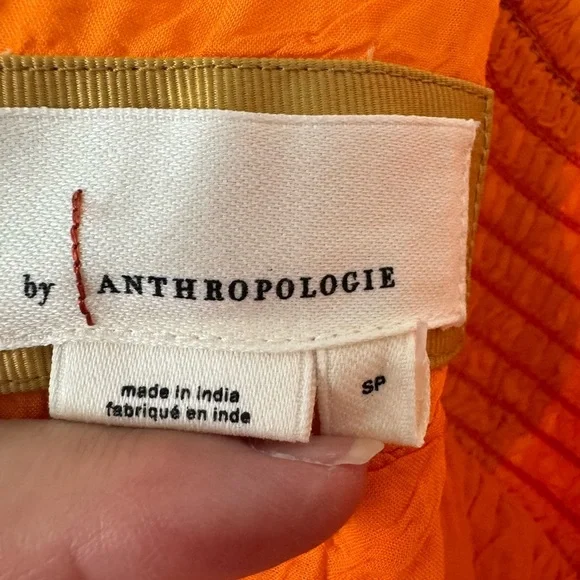 by ANTHROPOLOGIE
made in india
fabriqué en inde
SP